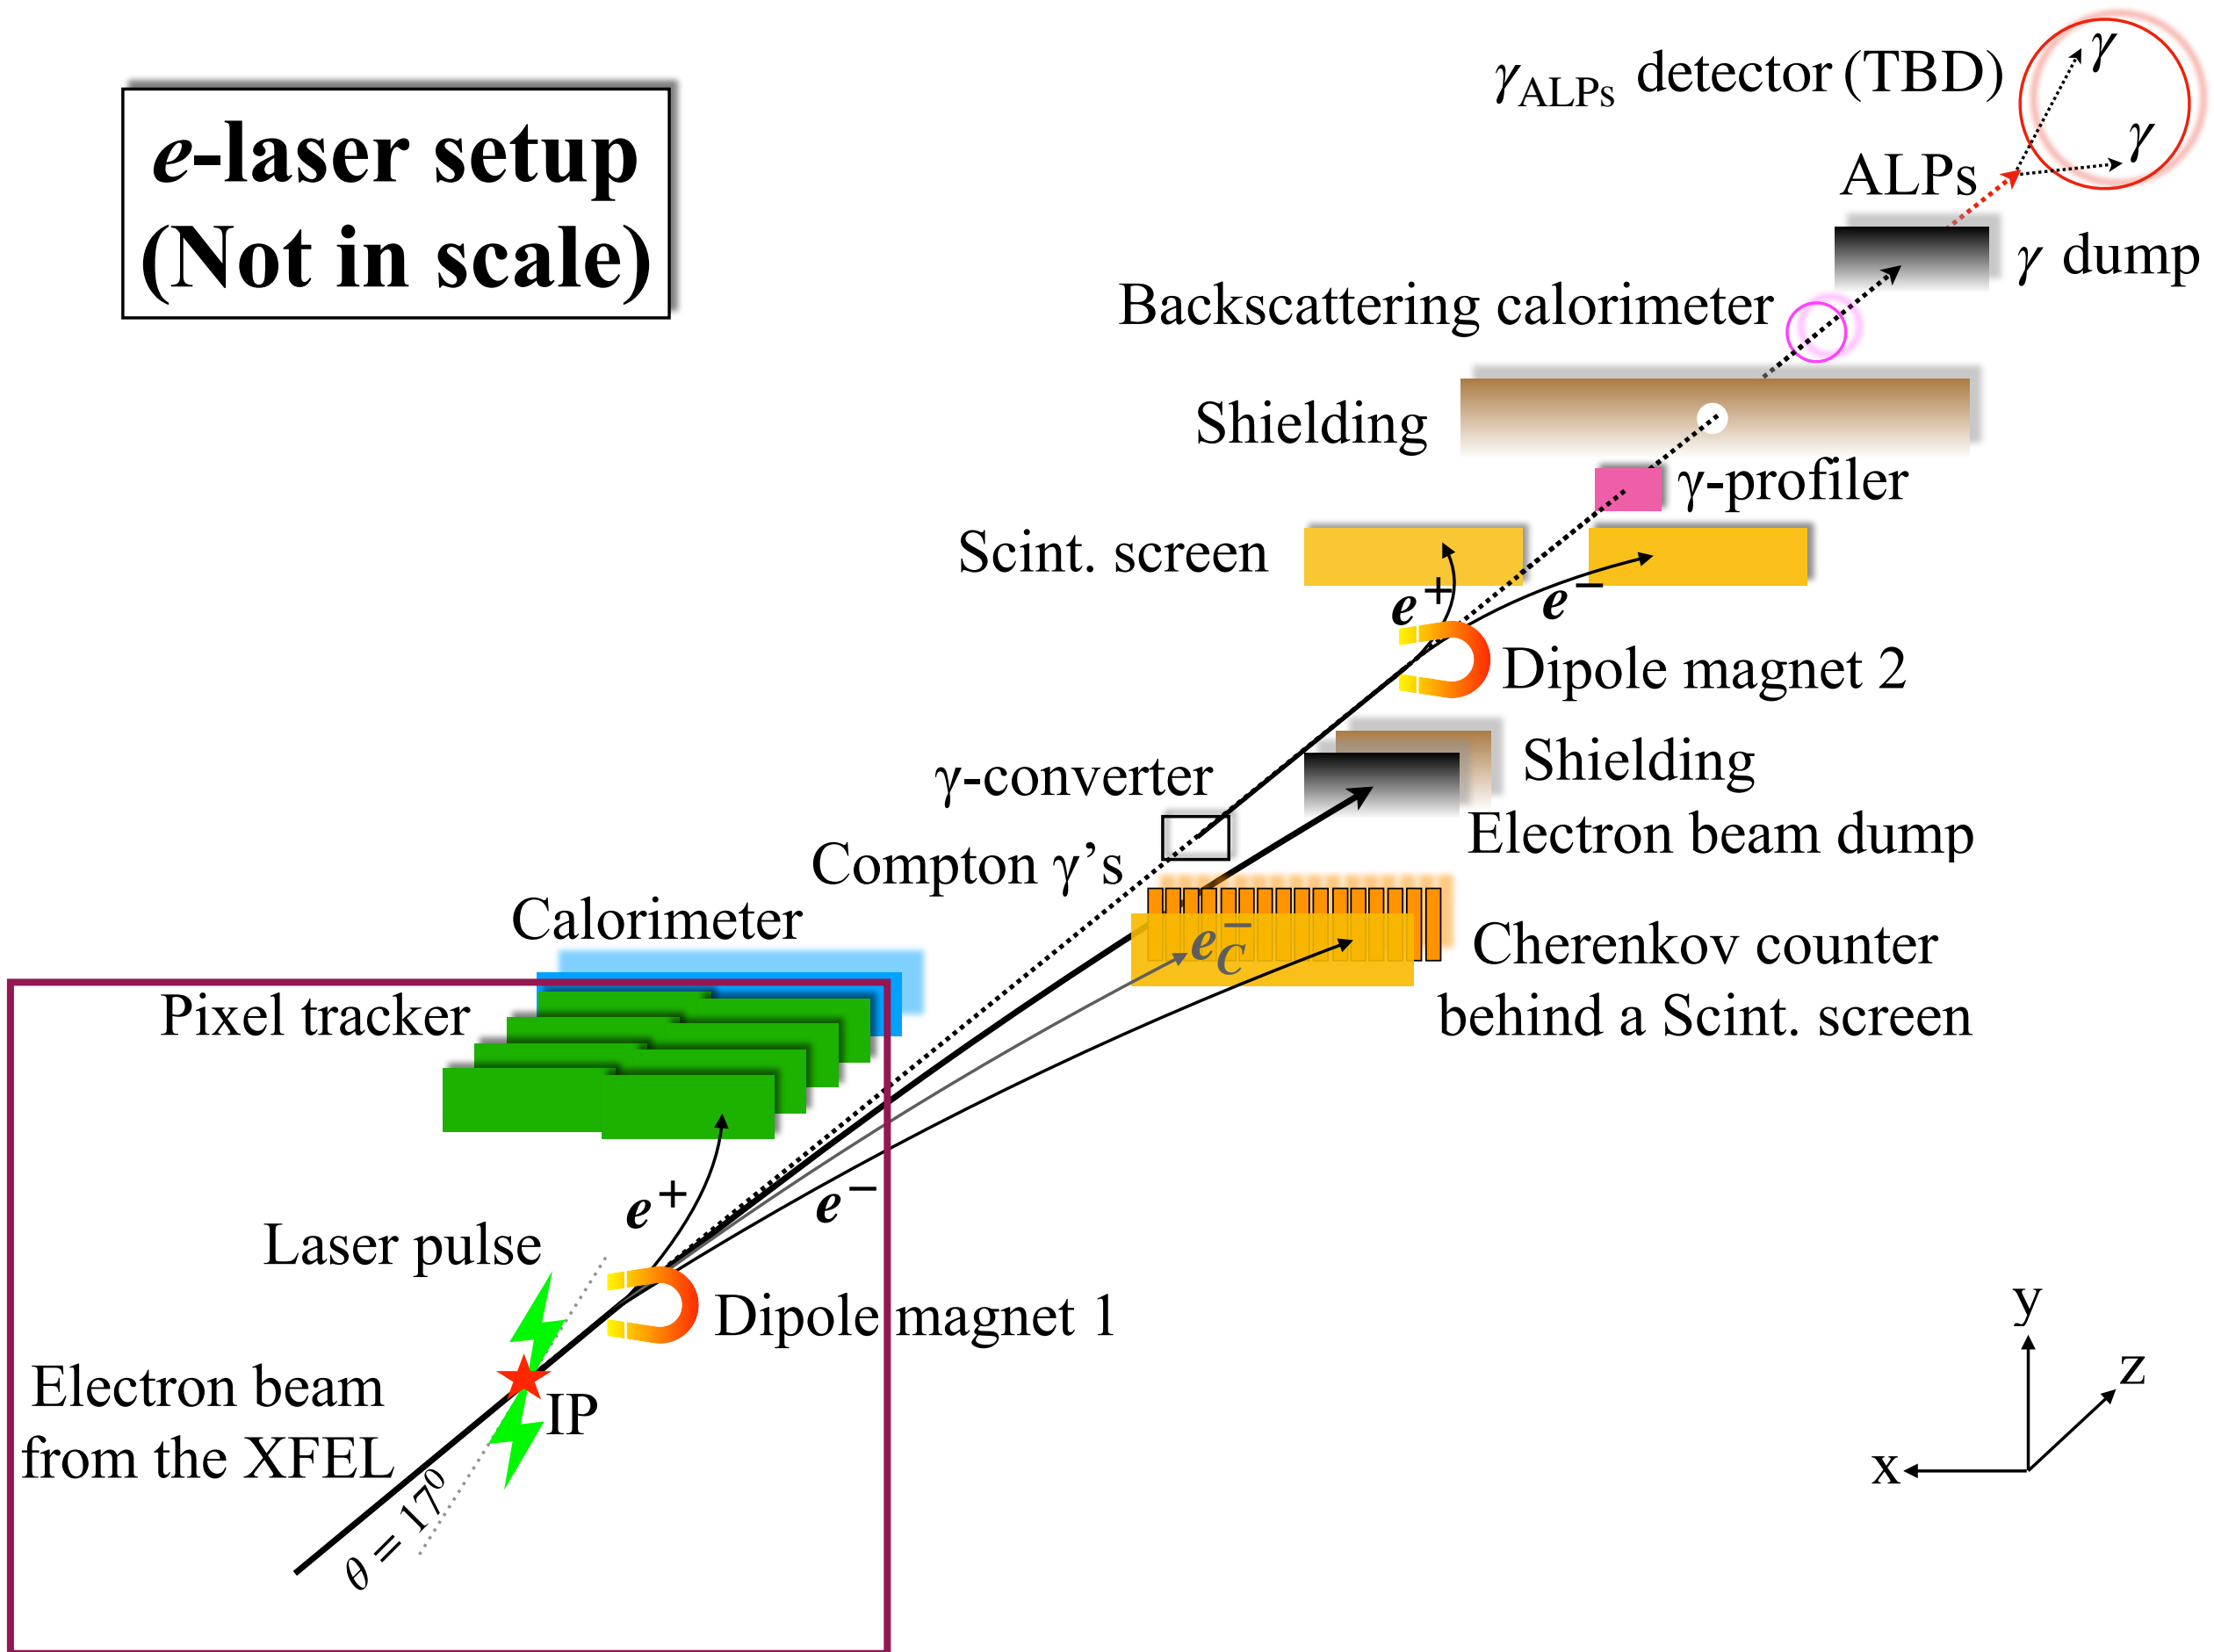 e-laser setup
(Not in scale)
γALPs detector (TBD)
γ
γ
ALPs
γ dump
Backscattering calorimeter
Shielding
γ-profiler
Scint. screen
e+
e−
Dipole magnet 2
γ-converter
Shielding
Compton γ's
Electron beam dump
Calorimeter
e−C
Cherenkov counter
behind a Scint. screen
Pixel tracker
e+
e−
Laser pulse
Dipole magnet 1
IP
Electron beam
from the XFEL
θ = 17⁰
y
z
x